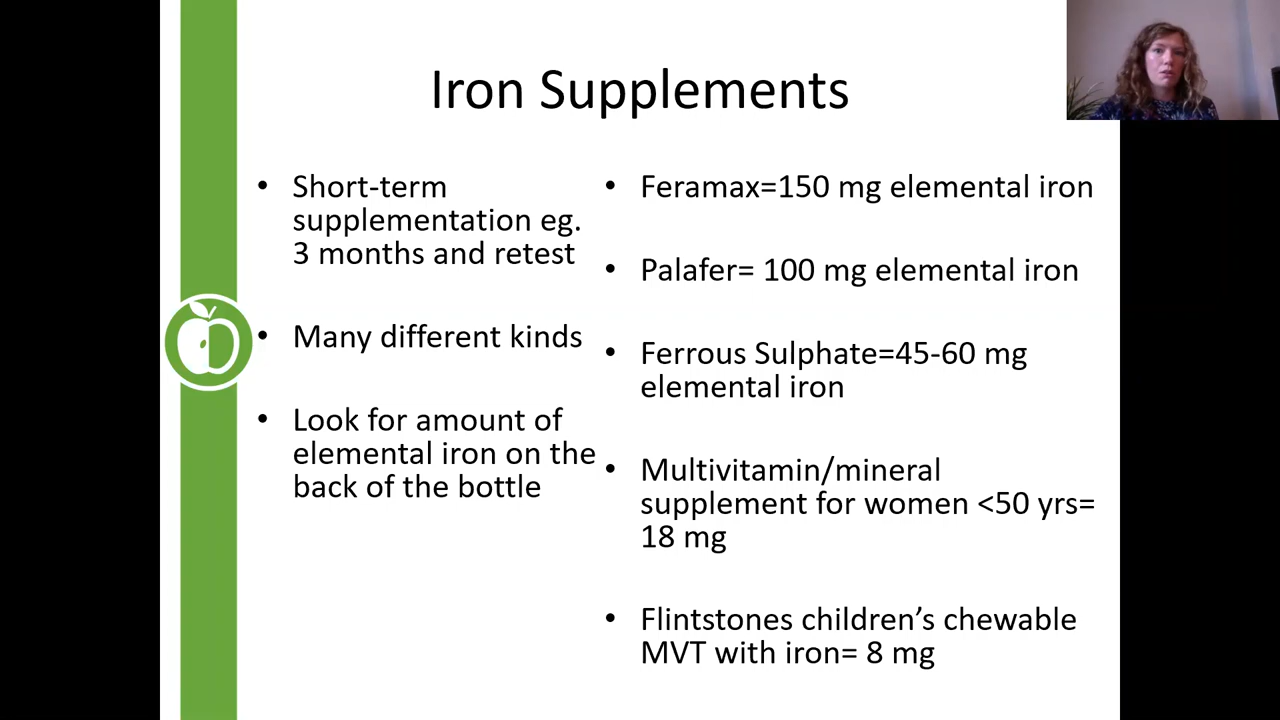 Iron Supplements
• Short-term
supplementation eg.
3 months and retest
• Many different kinds
• Look for amount of
elemental iron on the
back of the bottle
• Feramax=150 mg elemental iron
• Palafer= 100 mg elemental iron
• Ferrous Sulphate=45-60 mg
elemental iron
• Multivitamin/mineral
supplement for women <50 yrs=
18 mg
• Flintstones children’s chewable
MVT with iron= 8 mg